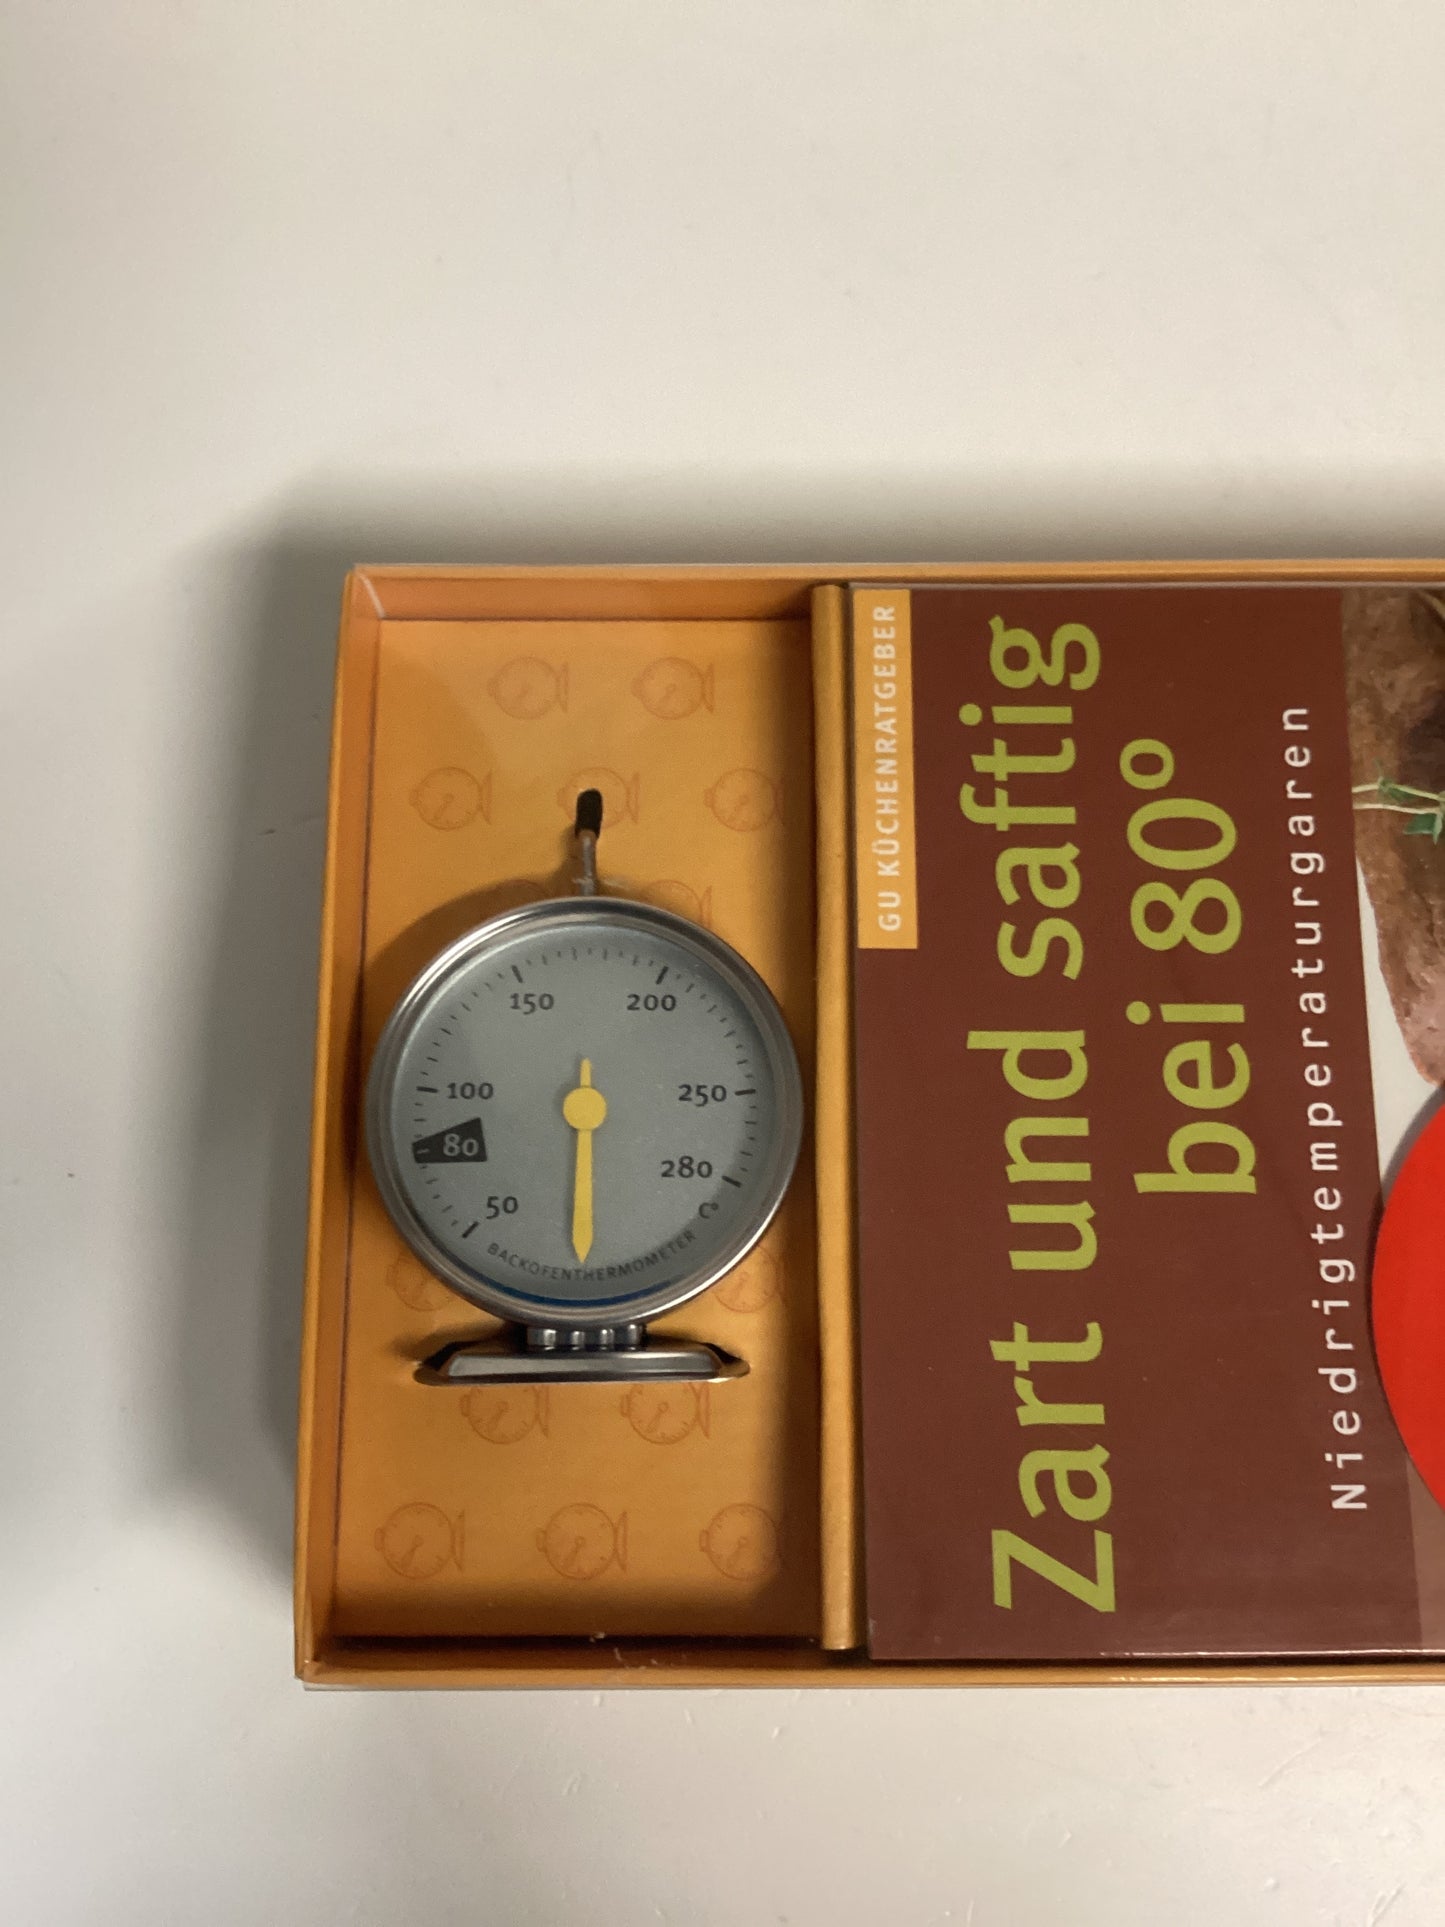 150
200
100
250
80
280
50
C°
BACKOFENTHERMOMETER
GU KÜCHENRATGEBER
Zart und saftig
bei 80°
Niedrigtemperaturgaren